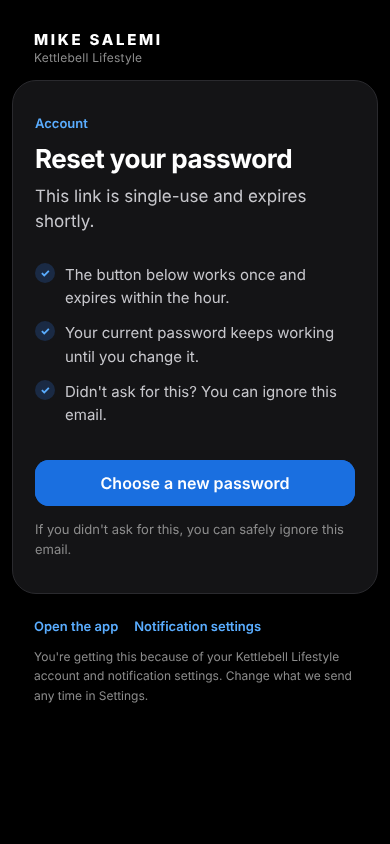 MIKE SALEMI
Kettlebell Lifestyle
Account
Reset your password
This link is single-use and expires
shortly.
The button below works once and
expires within the hour.
Your current password keeps working
until you change it.
Didn't ask for this? You can ignore this
email.
Choose a new password
If you didn't ask for this, you can safely ignore this
email.
Open the app Notification settings
You're getting this because of your Kettlebell Lifestyle
account and notification settings. Change what we send
any time in Settings.